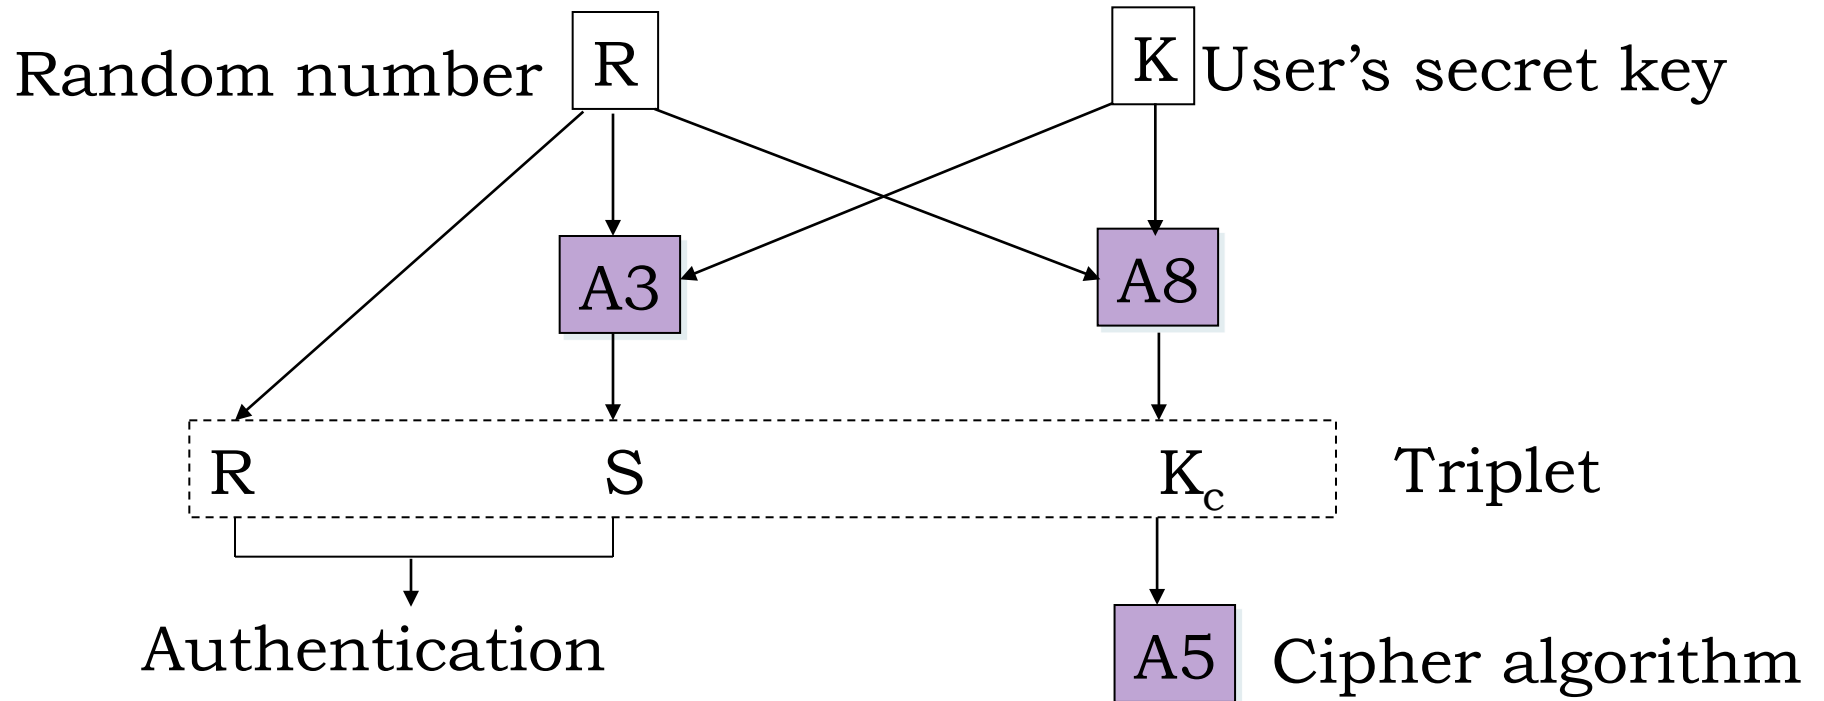 Random number R K User’s secret key
A3 A8
R S Kc Triplet
Authentication A5 Cipher algorithm